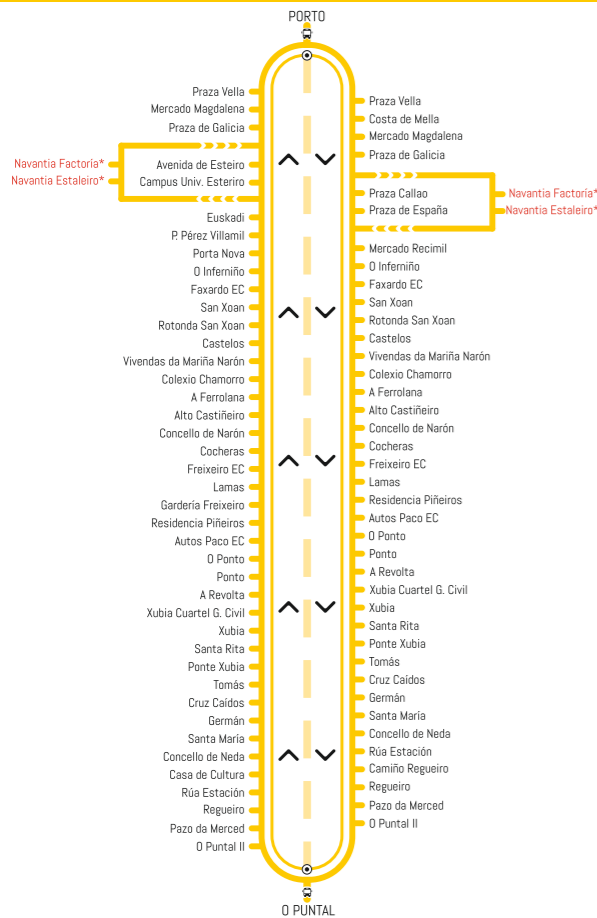 PORTO
Praza Vella
Mercado Magdalena
Praza de Galicia
Navantia Factoría*
Navantia Estaleiro*
Avenida de Esteiro
Campus Univ. Esteriro
Euskadi
P. Pérez Villamil
Porta Nova
O Inferniño
Faxardo EC
San Xoan
Rotonda San Xoan
Castelos
Vivendas da Mariña Narón
Colexio Chamorro
A Ferrolana
Alto Castiñeiro
Concello de Narón
Cocheras
Freixeiro EC
Lamas
Gardería Freixeiro
Residencia Piñeiros
Autos Paco EC
O Ponto
Ponto
A Revolta
Xubia Cuartel G. Civil
Xubia
Santa Rita
Ponte Xubia
Tomás
Cruz Caídos
Germán
Santa María
Concello de Neda
Casa de Cultura
Rúa Estación
Regueiro
Pazo da Merced
O Puntal II
Praza Vella
Costa de Mella
Mercado Magdalena
Praza de Galicia
Praza Callao
Praza de España
Navantia Factoría*
Navantia Estaleiro*
Mercado Recimil
O Inferniño
Faxardo EC
San Xoan
Rotonda San Xoan
Castelos
Vivendas da Mariña Narón
Colexio Chamorro
A Ferrolana
Alto Castiñeiro
Concello de Narón
Cocheras
Freixeiro EC
Lamas
Residencia Piñeiros
Autos Paco EC
O Ponto
Ponto
A Revolta
Xubia Cuartel G. Civil
Xubia
Santa Rita
Ponte Xubia
Tomás
Cruz Caídos
Germán
Santa María
Concello de Neda
Rúa Estación
Camiño Regueiro
Regueiro
Pazo da Merced
O Puntal II
O PUNTAL